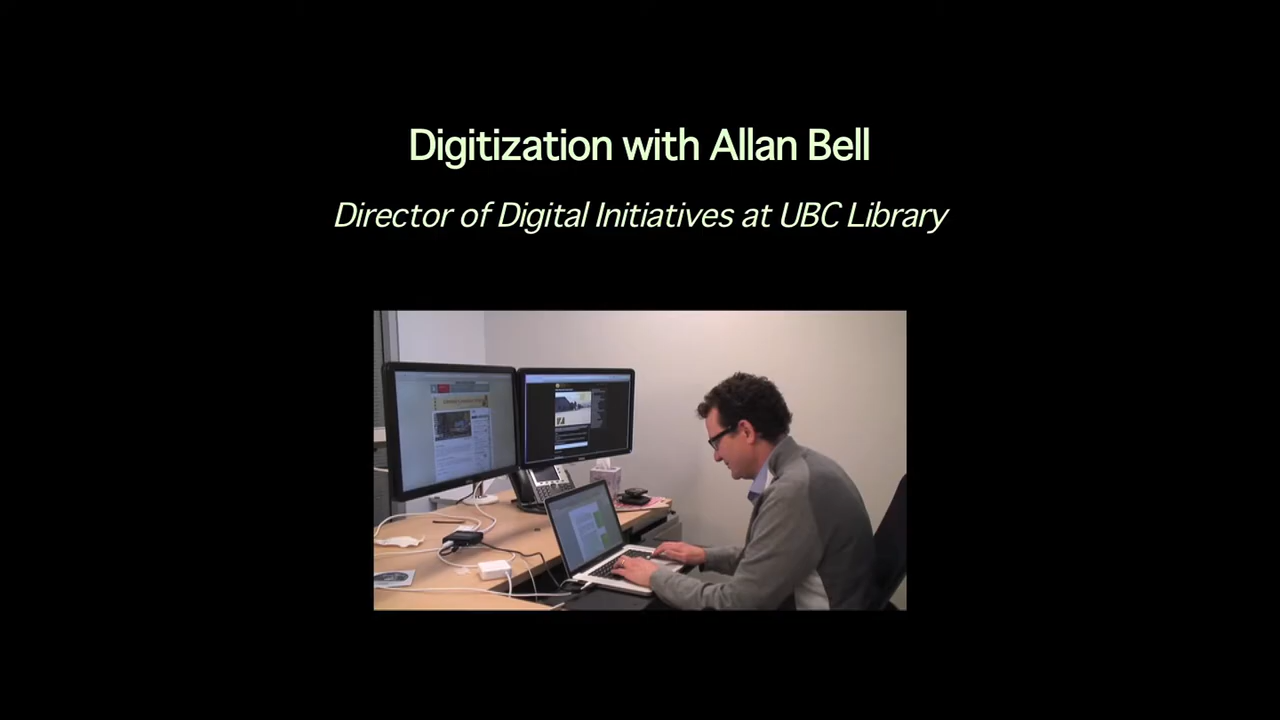 Digitization with Allan Bell
Director of Digital Initiatives at UBC Library